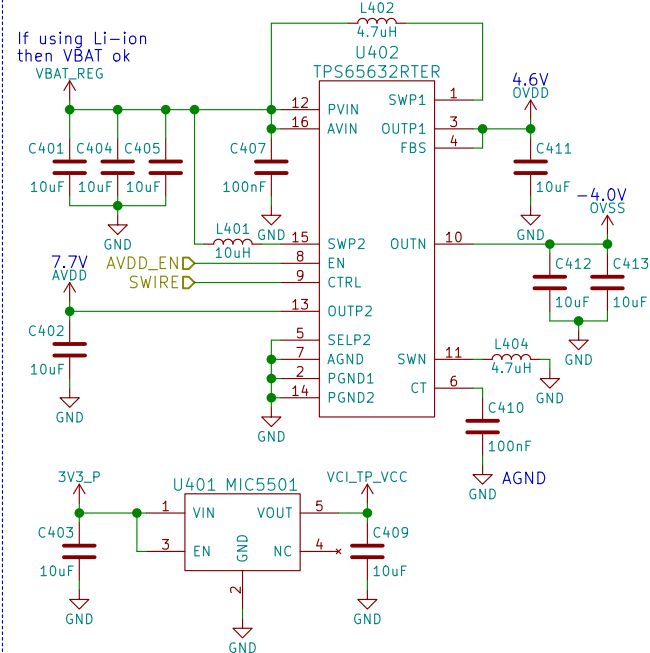 L402
4.7uH
If using Li-ion
then VBAT ok
VBAT_REG
U402
TPS65632RTER
4.6V
OVDD
12 PVIN
16 AVIN
SWP1 1
OUTP1 3
FBS 4
C401 C404 C405
10uF 10uF 10uF
C407
100nF
C411
10uF
GND
GND
GND
-4.0V
OVSS
L401
10uH
15 SWP2
OUTN 10
AVDD_EN 8 EN
SWIRE 9 CTRL
7.7V
AVDD
C412 C413
10uF 10uF
13 OUTP2
C402
10uF
GND
5 SELP2
7 AGND
2 PGND1
14 PGND2
SWN 11
L404
4.7uH
GND
CT 6
C410
100nF
GND
GND
GND AGND
3V3_P
U401 MIC5501
VCI_TP_VCC
1 VIN
VOUT 5
C403
10uF
3 EN
GND
NC 4
C409
10uF
2
GND
GND
GND